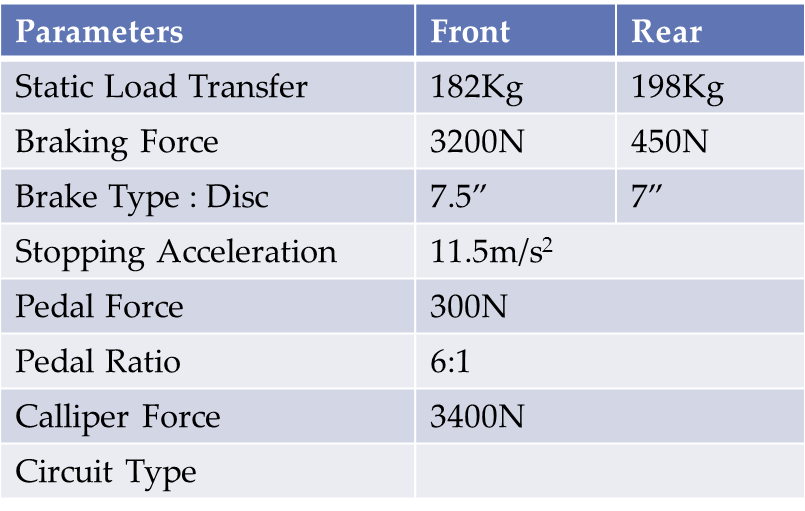 Parameters Front Rear
Static Load Transfer 182Kg 198Kg
Braking Force 3200N 450N
Brake Type : Disc 7.5” 7”
Stopping Acceleration 11.5m/s²
Pedal Force 300N
Pedal Ratio 6:1
Calliper Force 3400N
Circuit Type